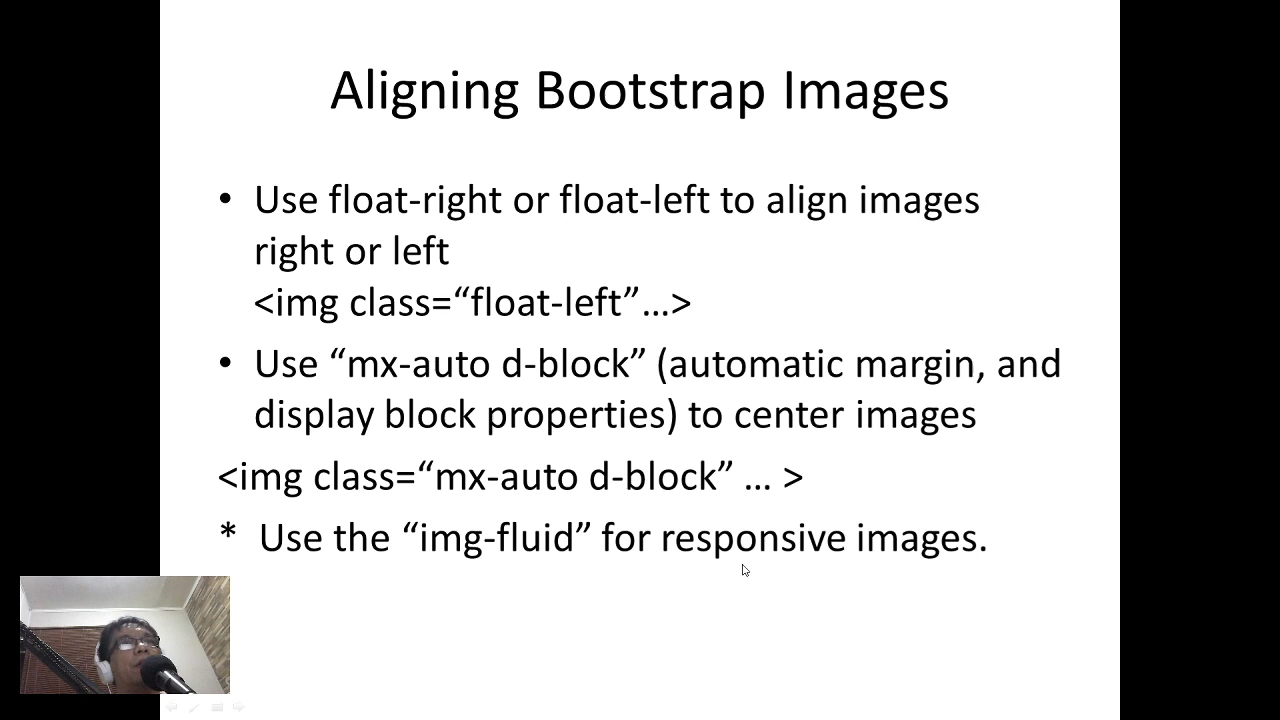 Aligning Bootstrap Images
• Use float-right or float-left to align images
right or left
<img class=“float-left”…>
• Use “mx-auto d-block” (automatic margin, and
display block properties) to center images
<img class=“mx-auto d-block” … >
* Use the “img-fluid” for responsive images.